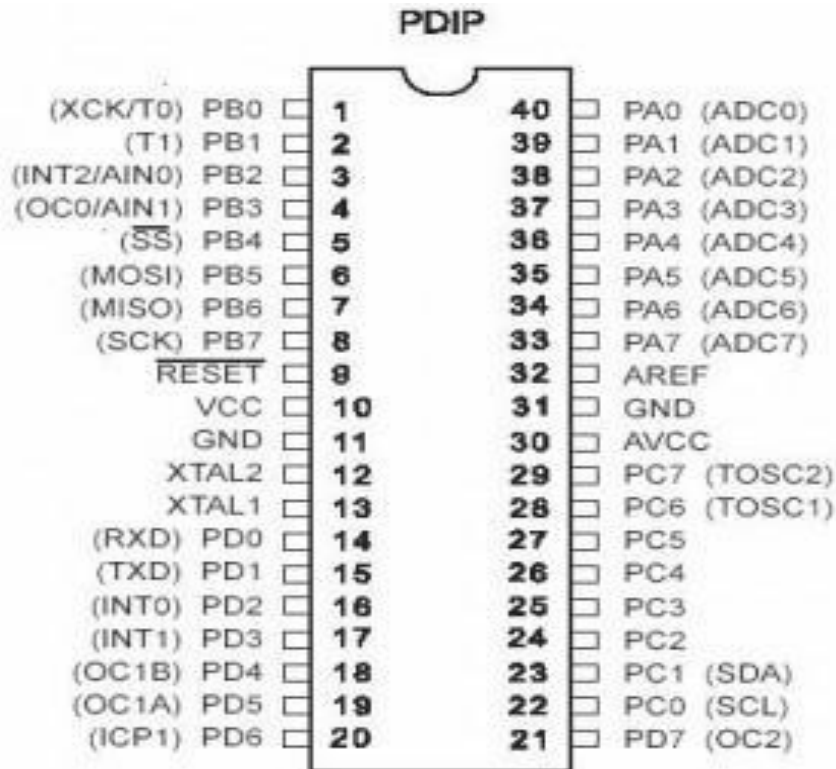 PDIP
(XCK/T0) PB0 1 40 PA0 (ADC0)
(T1) PB1 2 39 PA1 (ADC1)
(INT2/AIN0) PB2 3 38 PA2 (ADC2)
(OC0/AIN1) PB3 4 37 PA3 (ADC3)
(S̅S̅) PB4 5 36 PA4 (ADC4)
(MOSI) PB5 6 35 PA5 (ADC5)
(MISO) PB6 7 34 PA6 (ADC6)
(SCK) PB7 8 33 PA7 (ADC7)
R̅E̅S̅E̅T̅ 9 32 AREF
VCC 10 31 GND
GND 11 30 AVCC
XTAL2 12 29 PC7 (TOSC2)
XTAL1 13 28 PC6 (TOSC1)
(RXD) PD0 14 27 PC5
(TXD) PD1 15 26 PC4
(INT0) PD2 16 25 PC3
(INT1) PD3 17 24 PC2
(OC1B) PD4 18 23 PC1 (SDA)
(OC1A) PD5 19 22 PC0 (SCL)
(ICP1) PD6 20 21 PD7 (OC2)